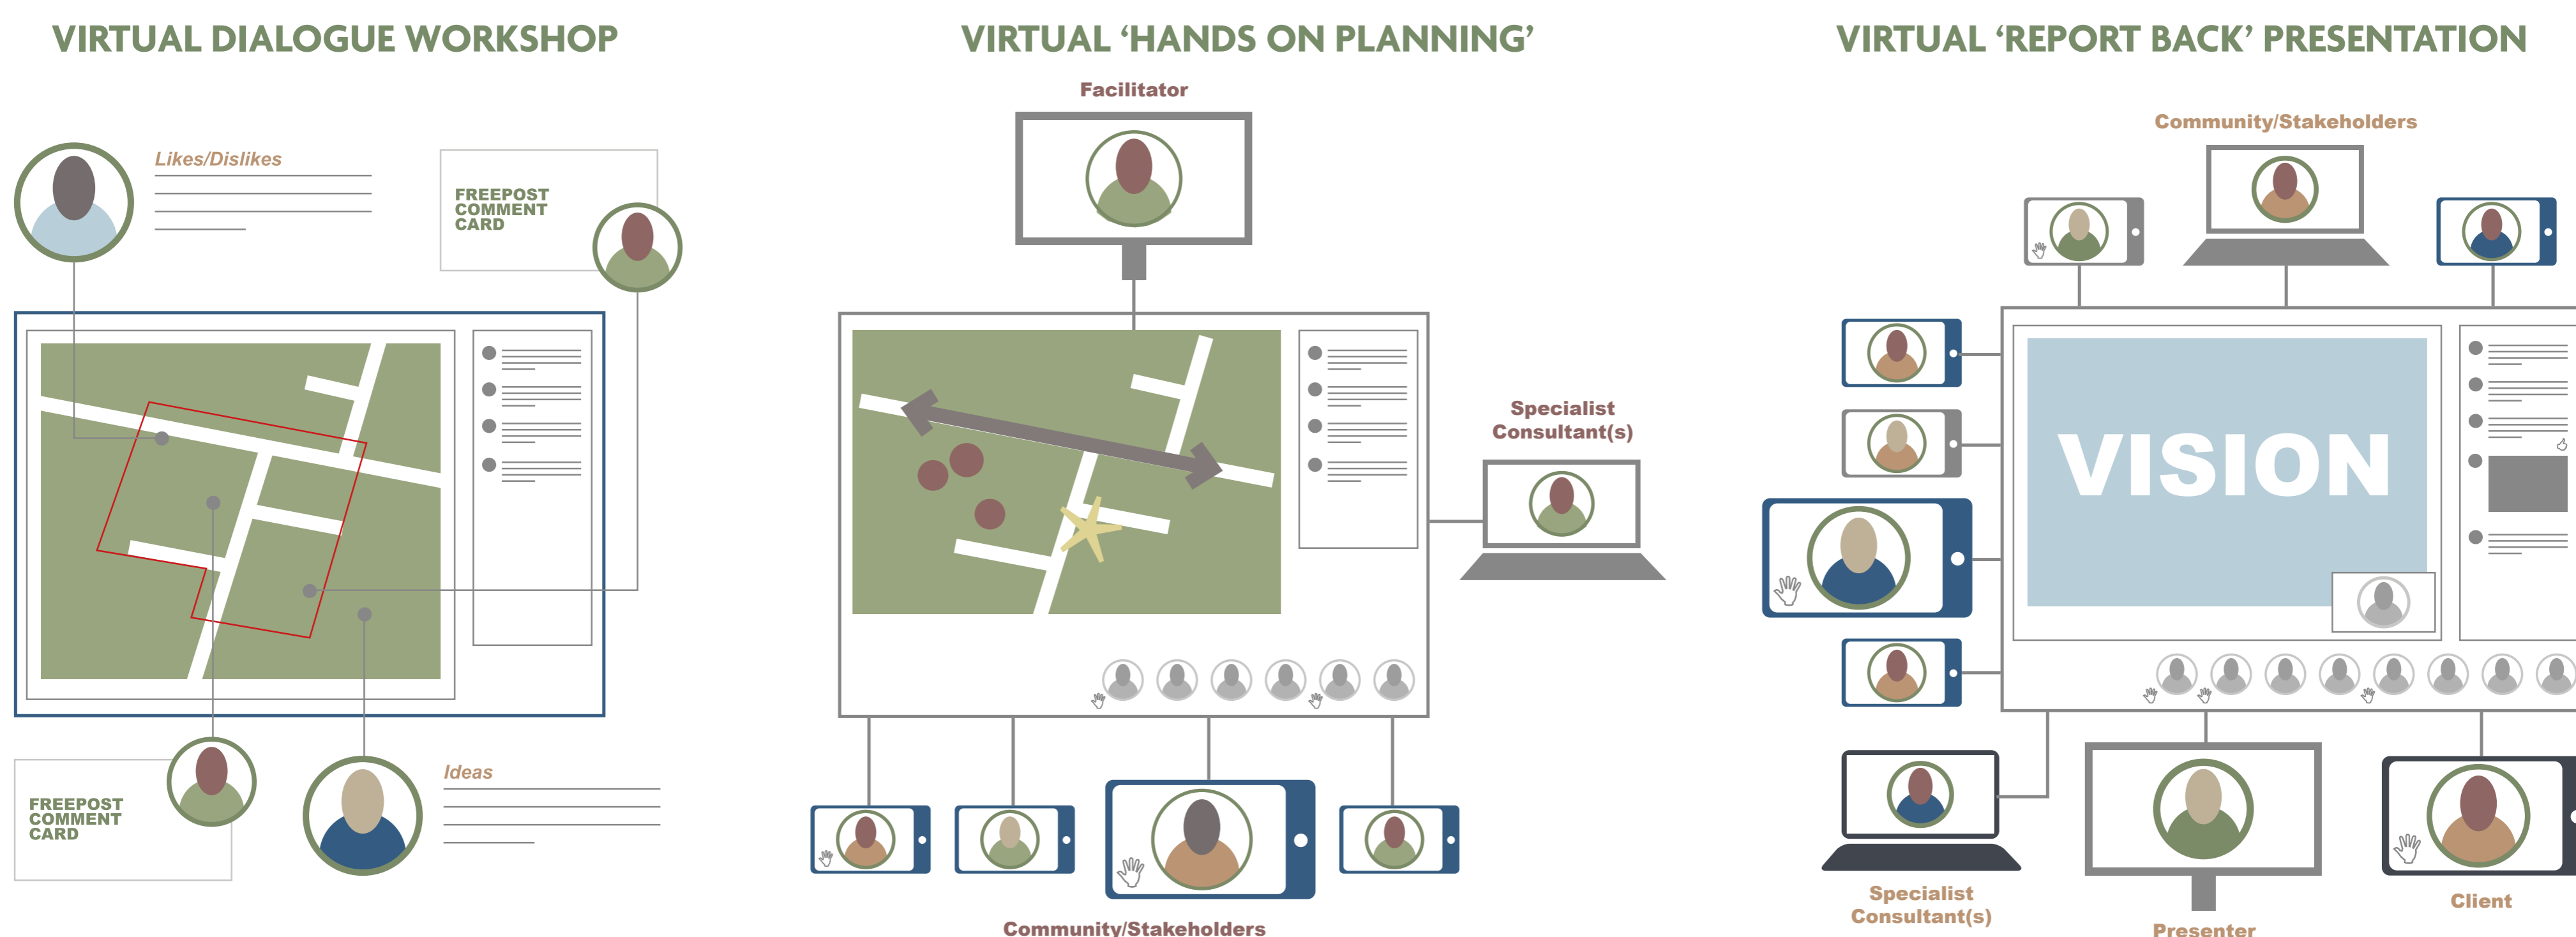 VIRTUAL DIALOGUE WORKSHOP
Likes/Dislikes
FREEPOST
COMMENT
CARD
FREEPOST
COMMENT
CARD
Ideas
VIRTUAL ‘HANDS ON PLANNING’
Facilitator
Specialist
Consultant(s)
Community/Stakeholders
VIRTUAL ‘REPORT BACK’ PRESENTATION
Community/Stakeholders
VISION
Specialist
Consultant(s)
Presenter
Client